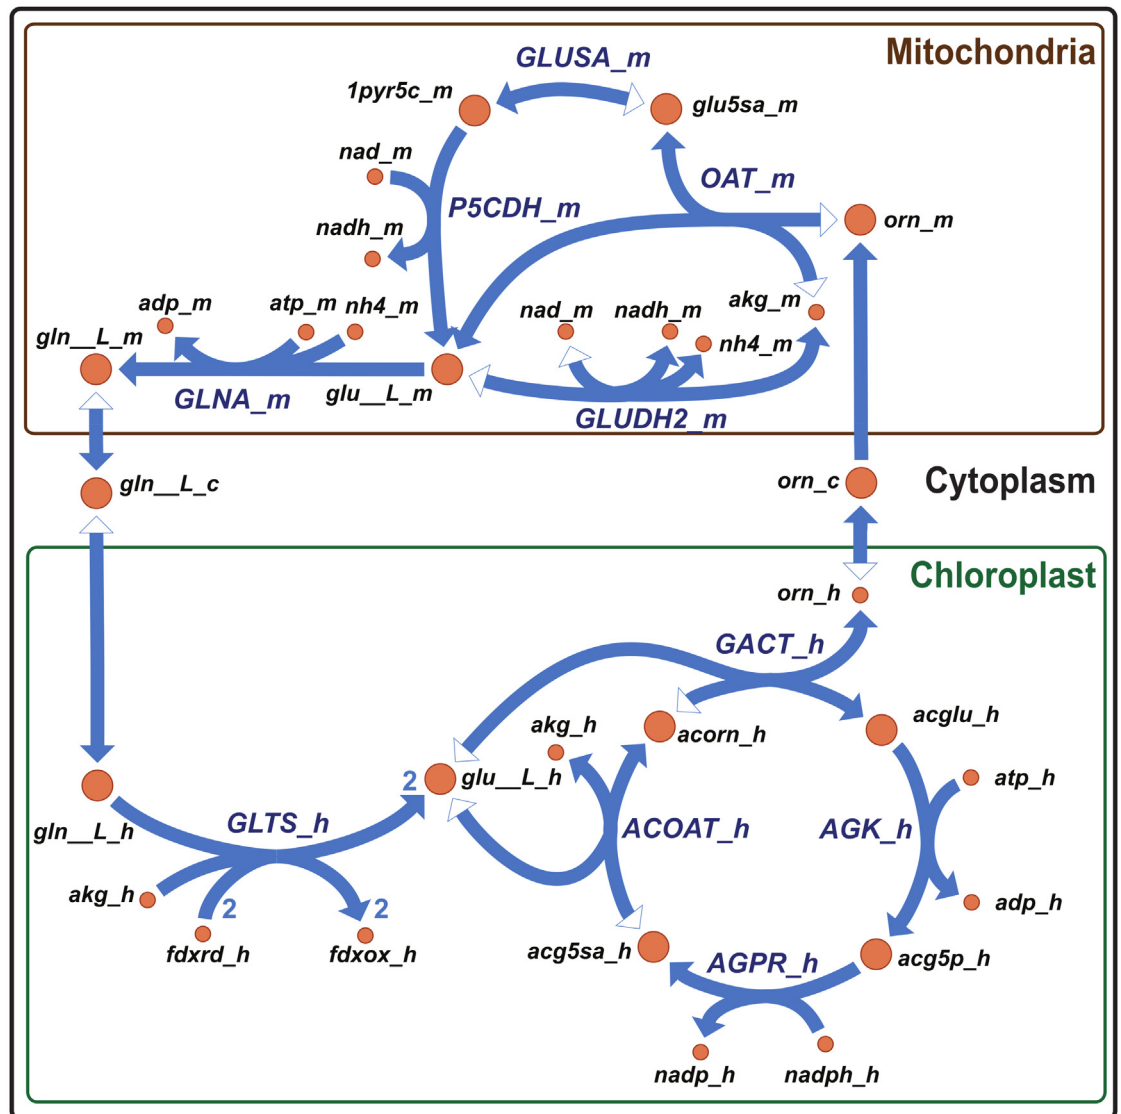 Mitochondria
GLUSA_m
1pyr5c_m
glu5sa_m
nad_m
OAT_m
P5CDH_m
orn_m
nadh_m
adp_m
atp_m
nh4_m
nad_m
nadh_m
akg_m
gln__L_m
nh4_m
GLNA_m
glu__L_m
GLUDH2_m
gln__L_c
orn_c
Cytoplasm
Chloroplast
orn_h
GACT_h
akg_h
acorn_h
acglu_h
2
glu__L_h
atp_h
gln__L_h
GLTS_h
ACOAT_h
AGK_h
akg_h
2
2
adp_h
fdxrd_h
fdxox_h
acg5sa_h
AGPR_h
acg5p_h
nadp_h
nadph_h